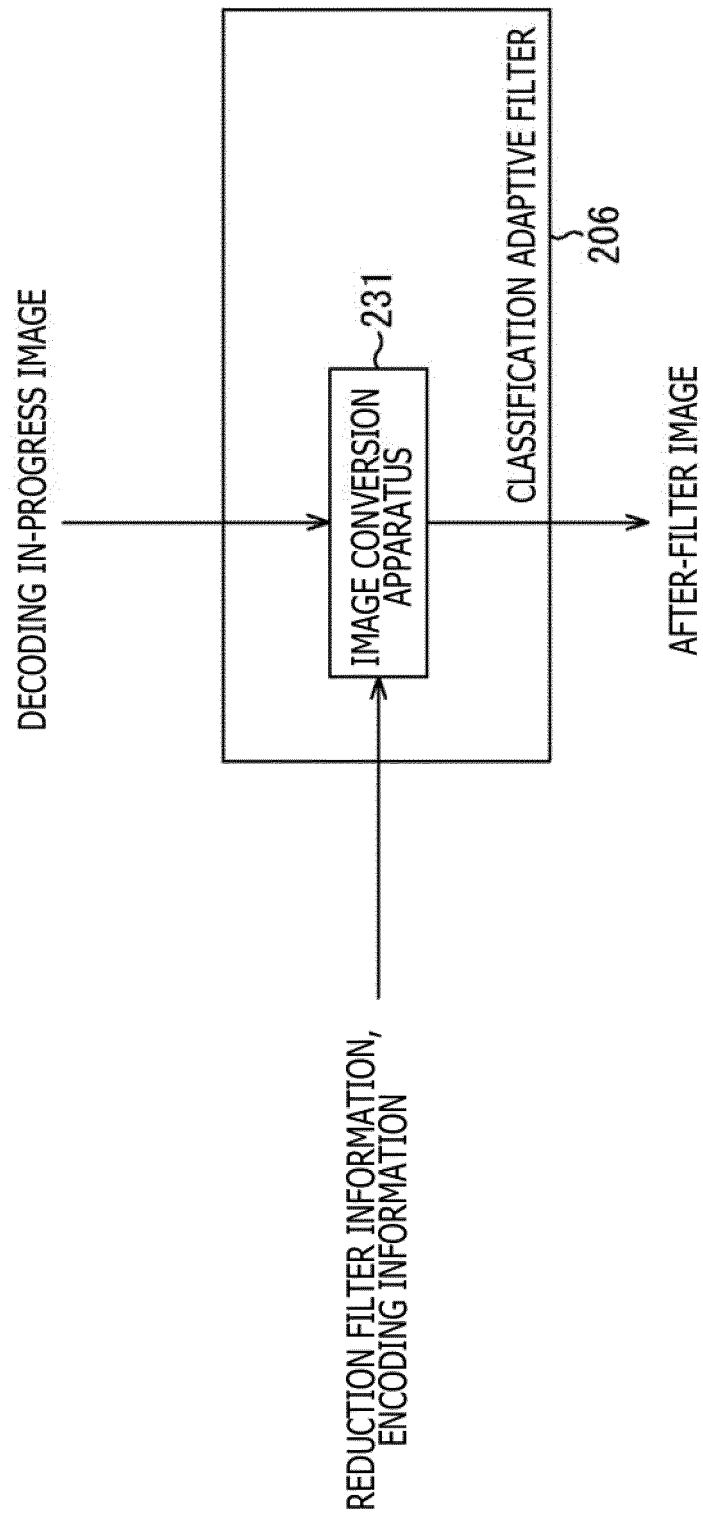 DECODING IN-PROGRESS IMAGE
REDUCTION FILTER INFORMATION,
ENCODING INFORMATION
IMAGE CONVERSION
APPARATUS
231
CLASSIFICATION ADAPTIVE FILTER
206
AFTER-FILTER IMAGE